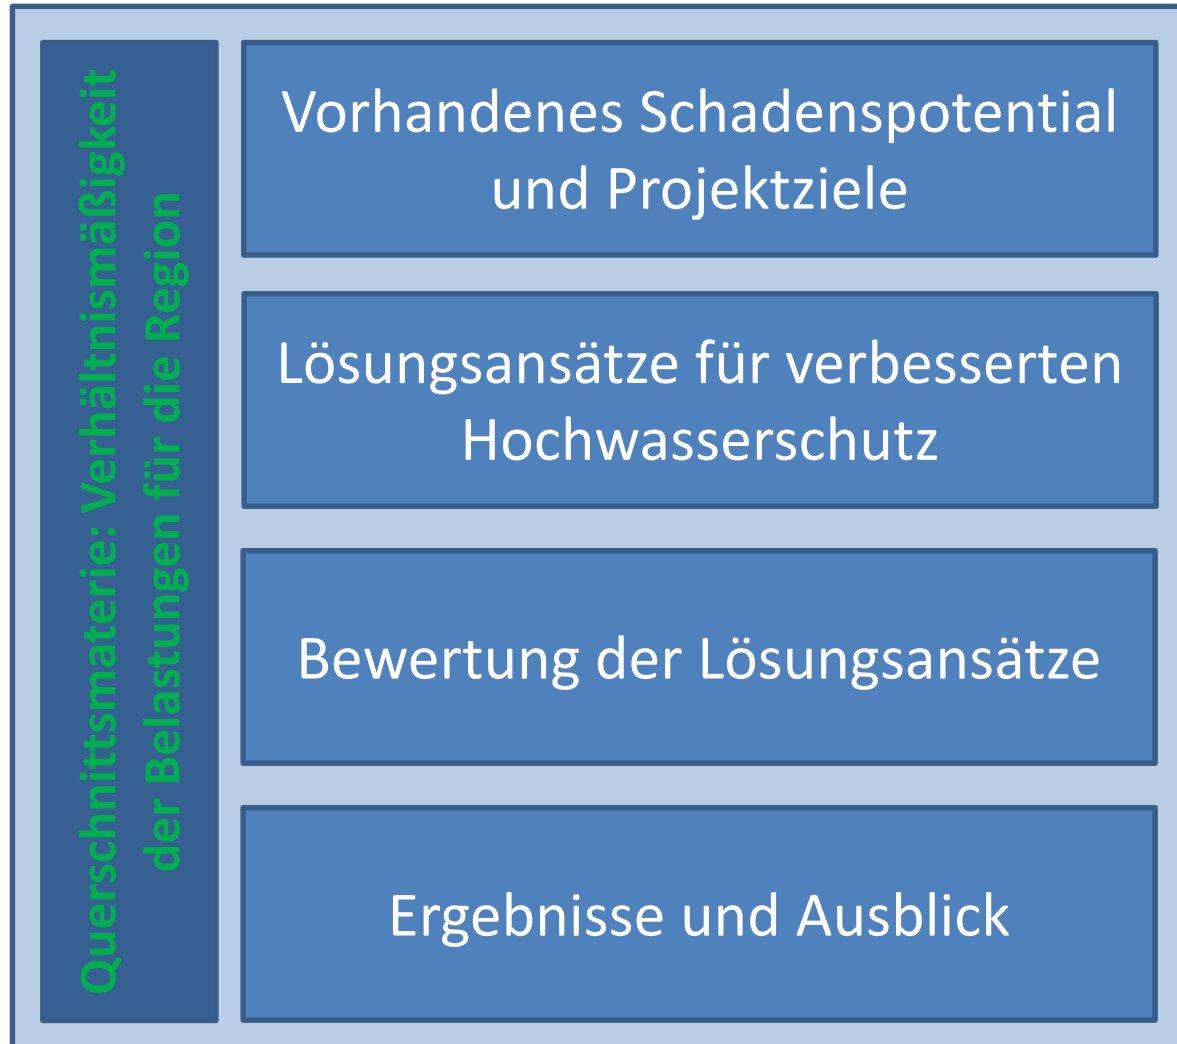 Querschnittsmaterie: Verhältnismäßigkeit
der Belastungen für die Region
Vorhandenes Schadenspotential
und Projektziele
Lösungsansätze für verbesserten
Hochwasserschutz
Bewertung der Lösungsansätze
Ergebnisse und Ausblick